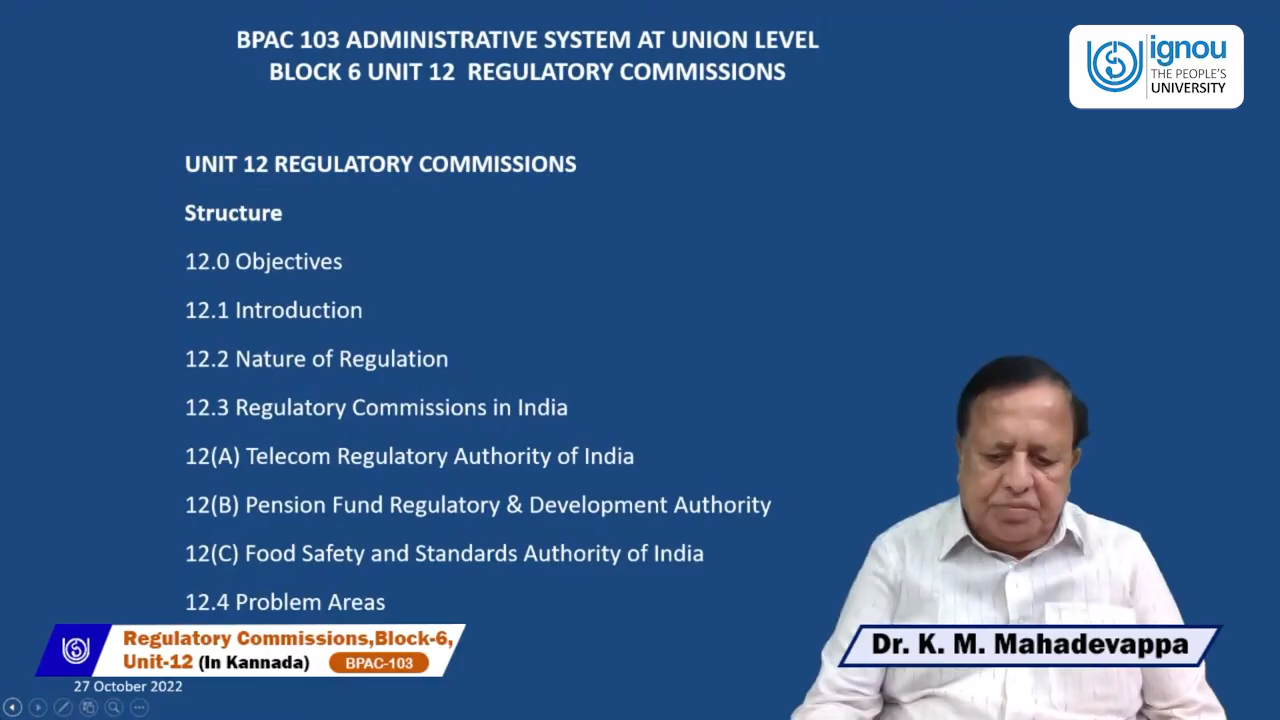 BPAC 103 ADMINISTRATIVE SYSTEM AT UNION LEVEL
BLOCK 6 UNIT 12 REGULATORY COMMISSIONS
ignou
THE PEOPLE'S
UNIVERSITY
UNIT 12 REGULATORY COMMISSIONS
Structure
12.0 Objectives
12.1 Introduction
12.2 Nature of Regulation
12.3 Regulatory Commissions in India
12(A) Telecom Regulatory Authority of India
12(B) Pension Fund Regulatory & Development Authority
12(C) Food Safety and Standards Authority of India
12.4 Problem Areas
Regulatory Commissions,Block-6,
Unit-12 (In Kannada) BPAC-103
27 October 2022
Dr. K. M. Mahadevappa